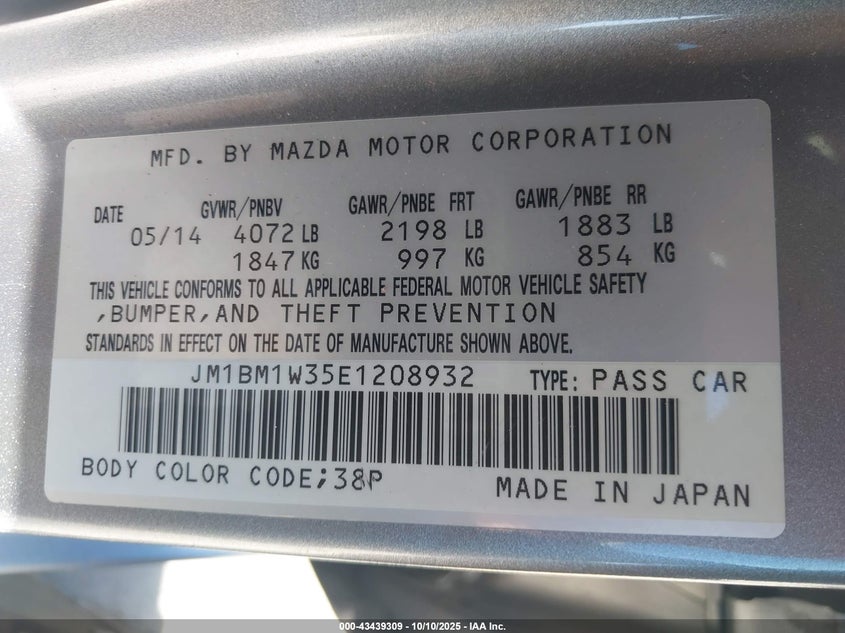 MFD. BY MAZDA MOTOR CORPORATION
DATE GVWR/PNBV GAWR/PNBE FRT GAWR/PNBE RR
05/14 4072 LB 2198 LB 1883 LB
1847 KG 997 KG 854 KG
THIS VEHICLE CONFORMS TO ALL APPLICABLE FEDERAL MOTOR VEHICLE SAFETY
,BUMPER,AND THEFT PREVENTION
STANDARDS IN EFFECT ON THE DATE OF MANUFACTURE SHOWN ABOVE.
JM1BM1W35E1208932 TYPE: PASS CAR
BODY COLOR CODE;38P
MADE IN JAPAN
000-43439309 - 10/10/2025 - IAA Inc.